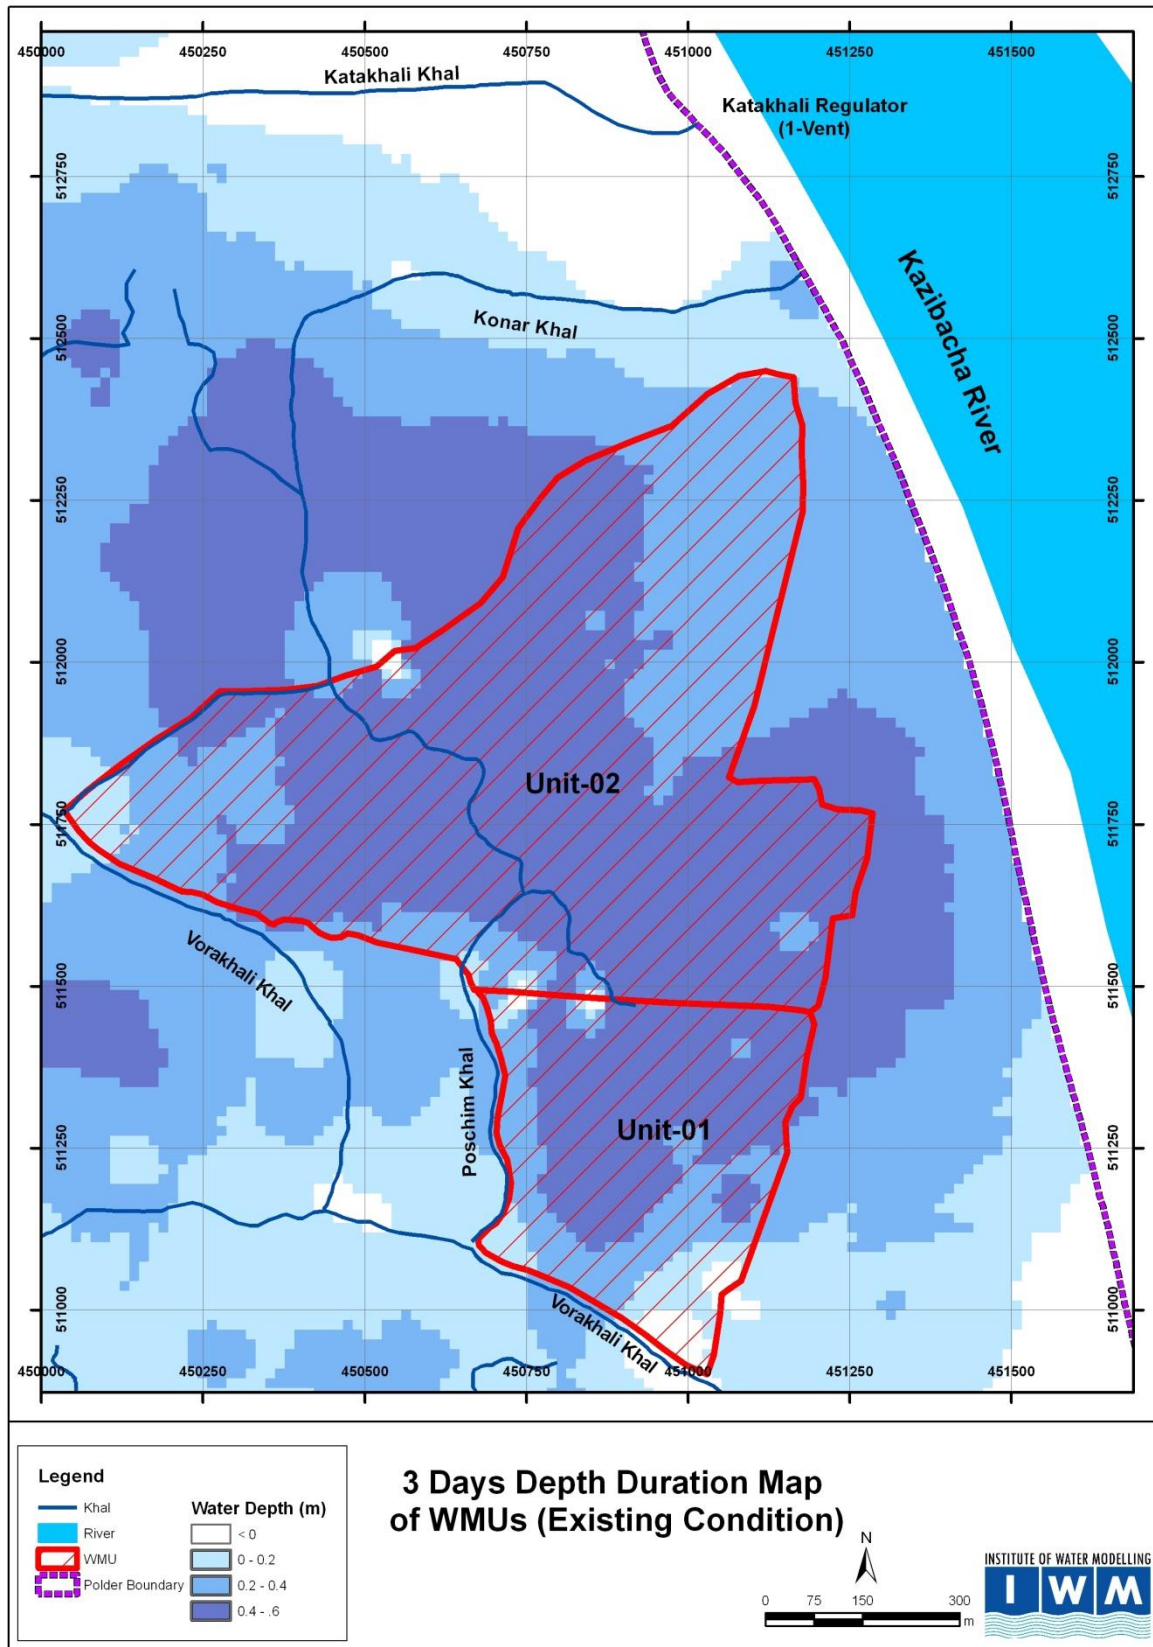 450000 450250 450500 450750 451000 451250 451500
Katakhali Khal
Katakhali Regulator
(1-Vent)
512750 512750
Kazibacha River
Konar Khal
512500 512500
512250 512250
512000 512000
Unit-02
511750 511750
Vorakhali Khal
511500 511500
Poschim Khal
Unit-01
511250 511250
511000 511000
Vorakhali Khal
450000 450250 450500 450750 451000 451250 451500
Legend
Khal
River
WMU
Polder Boundary
Water Depth (m)
< 0
0 - 0.2
0.2 - 0.4
0.4 - .6
3 Days Depth Duration Map
of WMUs (Existing Condition)
N
0 75 150 300
m
INSTITUTE OF WATER MODELLING
I W M